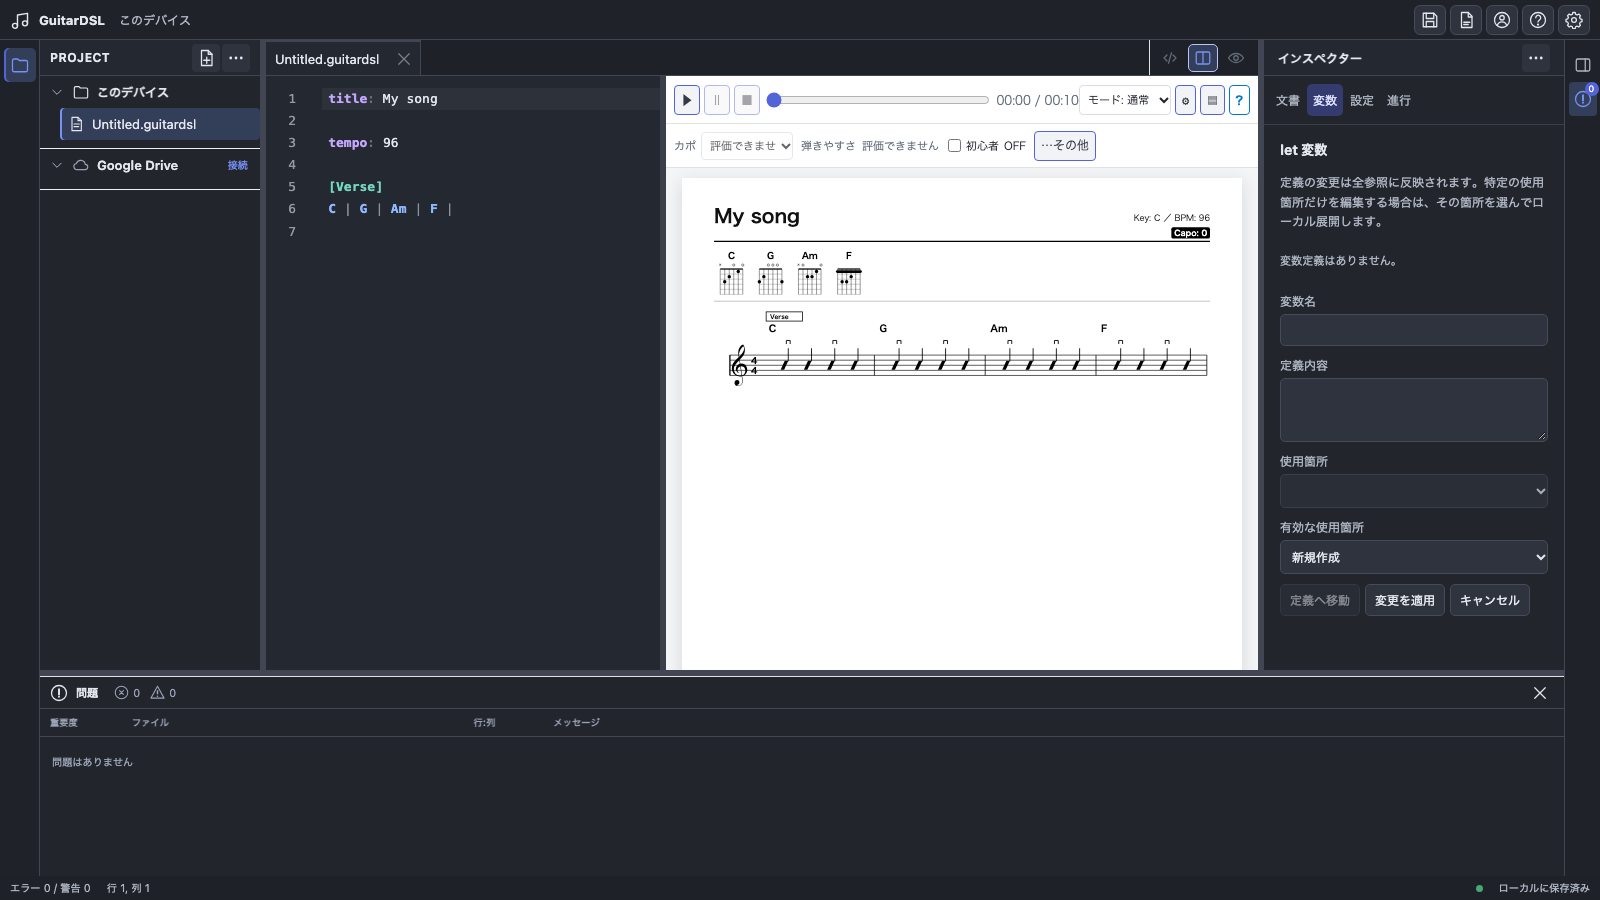 GuitarDSL このデバイス
PROJECT
このデバイス
Untitled.guitardsl
Google Drive 接続
Untitled.guitardsl
1 title: My song
2
3 tempo: 96
4
5 [Verse]
6 C | G | Am | F |
7
00:00 / 00:10 モード: 通常 ?
カポ 評価できませ 弾きやすさ 評価できません 初心者 OFF …その他
My song
Key: C ／ BPM: 96
Capo: 0
C G Am F
Verse
C G Am F
4
4
インスペクター
文書 変数 設定 進行
let 変数
定義の変更は全参照に反映されます。特定の使用
箇所だけを編集する場合は、その箇所を選んでロ
ーカル展開します。
変数定義はありません。
変数名
定義内容
使用箇所
有効な使用箇所
新規作成
定義へ移動 変更を適用 キャンセル
0
問題 0 0
重要度 ファイル 行:列 メッセージ
問題はありません
エラー 0 / 警告 0 行 1, 列 1 ローカルに保存済み